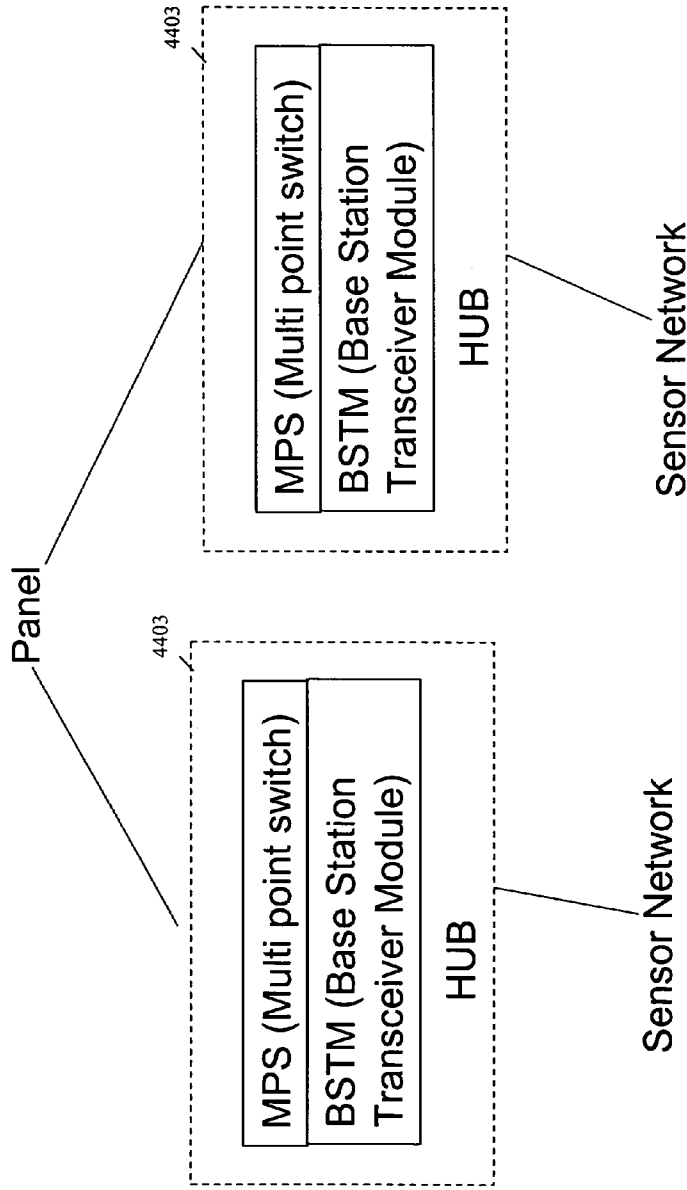 Panel
4403
MPS (Multi point switch)
BSTM (Base Station
Transceiver Module)
HUB
Sensor Network
4403
MPS (Multi point switch)
BSTM (Base Station
Transceiver Module)
HUB
Sensor Network